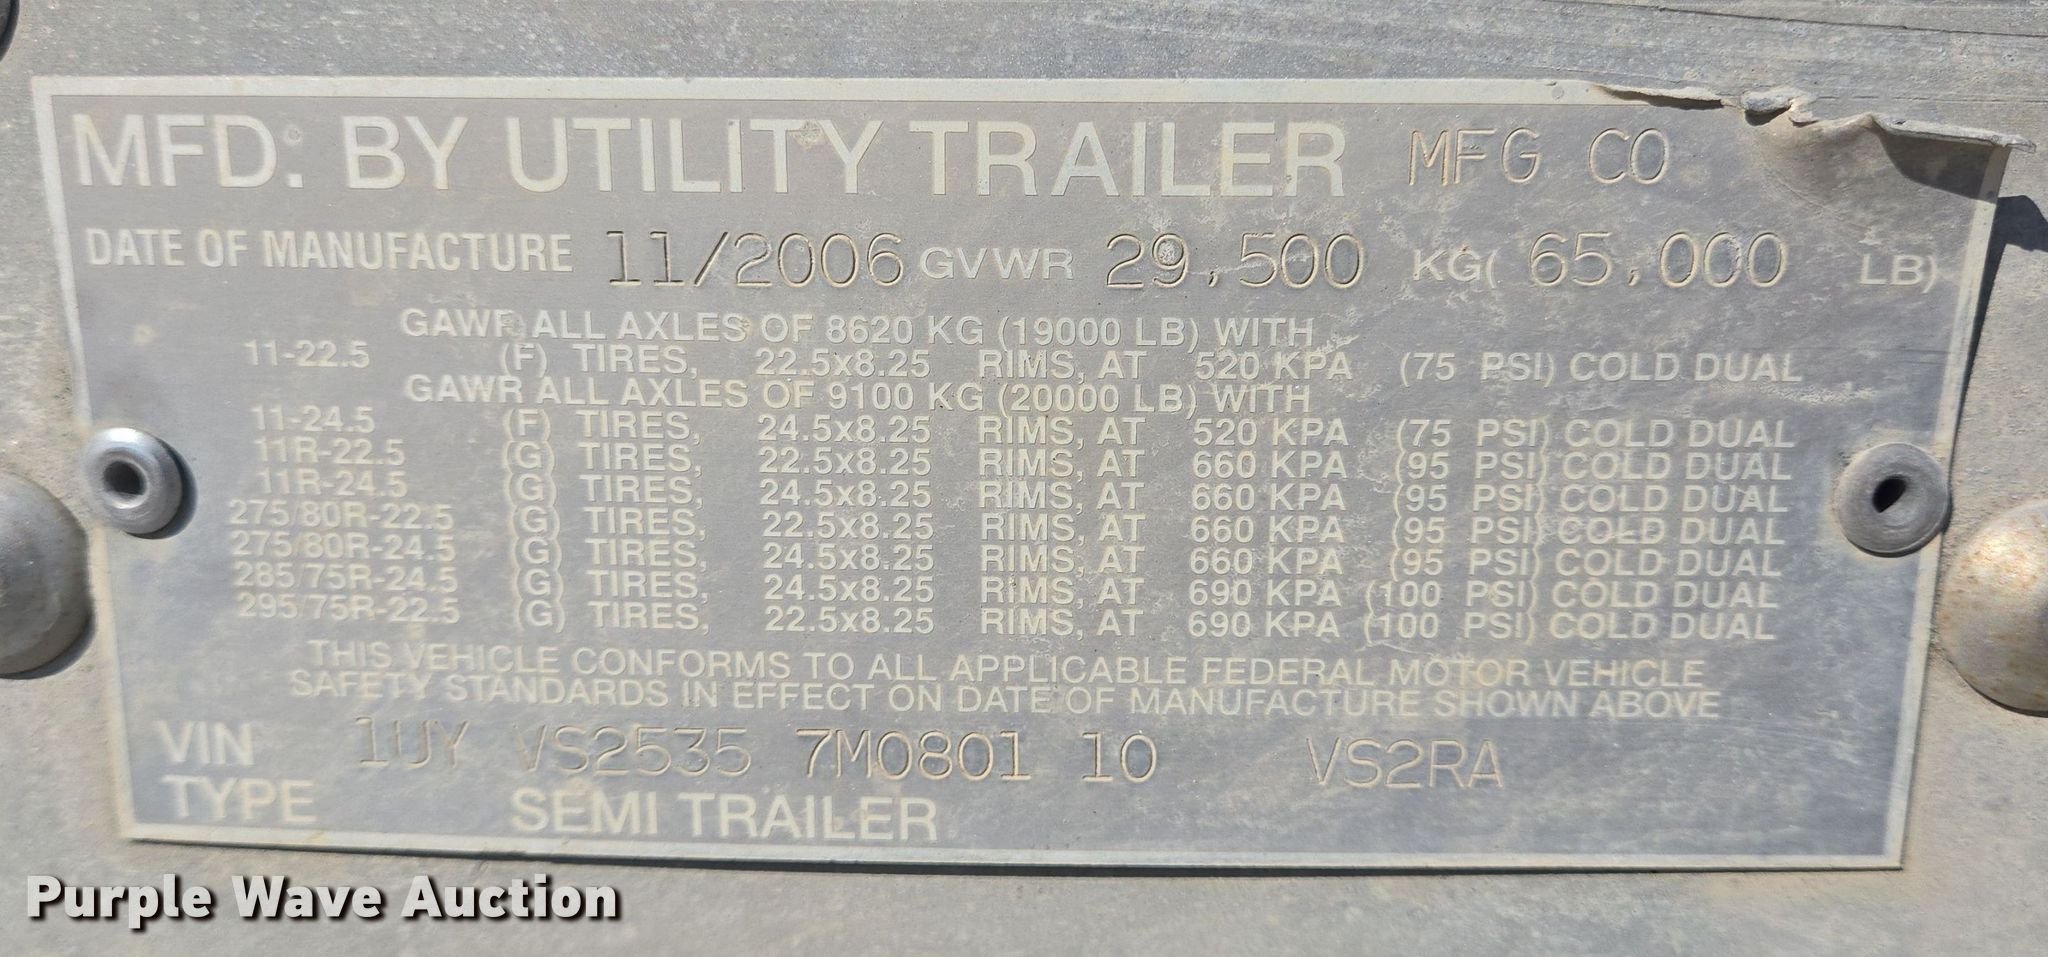 MFD. BY UTILITY TRAILER MFG CO
DATE OF MANUFACTURE 11/2006 GVWR 29,500 KG( 65,000 LB)
GAWR ALL AXLES OF 8620 KG (19000 LB) WITH
11-22.5 (F) TIRES, 22.5x8.25 RIMS, AT 520 KPA (75 PSI) COLD DUAL
GAWR ALL AXLES OF 9100 KG (20000 LB) WITH
11-24.5 (F) TIRES, 24.5x8.25 RIMS, AT 520 KPA (75 PSI) COLD DUAL
11R-22.5 (G) TIRES, 22.5x8.25 RIMS, AT 660 KPA (95 PSI) COLD DUAL
11R-24.5 (G) TIRES, 24.5x8.25 RIMS, AT 660 KPA (95 PSI) COLD DUAL
275/80R-22.5 (G) TIRES, 22.5x8.25 RIMS, AT 660 KPA (95 PSI) COLD DUAL
275/80R-24.5 (G) TIRES, 24.5x8.25 RIMS, AT 660 KPA (95 PSI) COLD DUAL
285/75R-24.5 (G) TIRES, 24.5x8.25 RIMS, AT 690 KPA (100 PSI) COLD DUAL
295/75R-22.5 (G) TIRES, 22.5x8.25 RIMS, AT 690 KPA (100 PSI) COLD DUAL
THIS VEHICLE CONFORMS TO ALL APPLICABLE FEDERAL MOTOR VEHICLE
SAFETY STANDARDS IN EFFECT ON DATE OF MANUFACTURE SHOWN ABOVE
VIN 1UY VS2535 7M0801 10 VS2RA
TYPE SEMI TRAILER
Purple Wave Auction